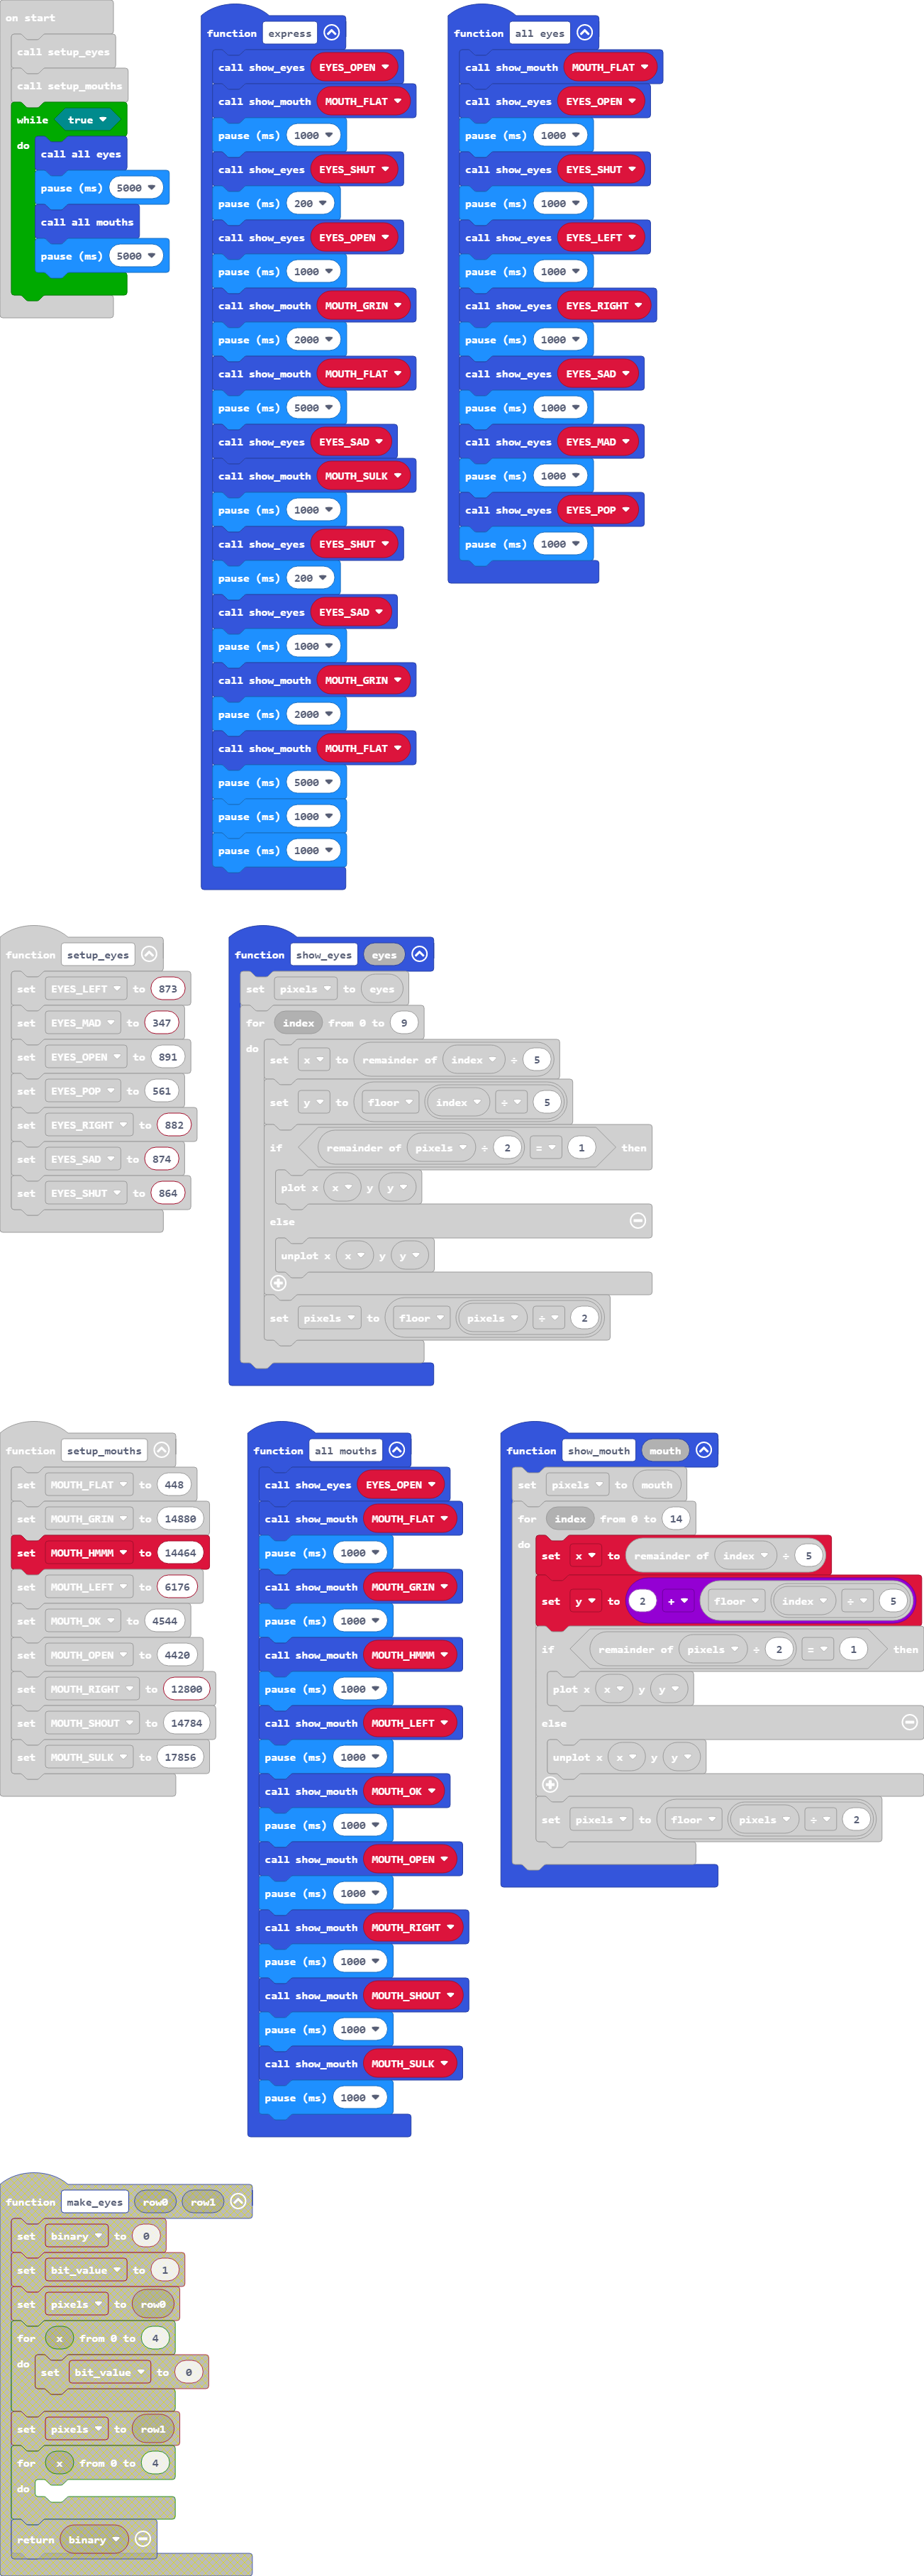 on start
call setup_eyes
call setup_mouths
while true
do
call all eyes
pause (ms) 5000
call all mouths
pause (ms) 5000
function express
call show_eyes EYES_OPEN
call show_mouth MOUTH_FLAT
pause (ms) 1000
call show_eyes EYES_SHUT
pause (ms) 200
call show_eyes EYES_OPEN
pause (ms) 1000
call show_mouth MOUTH_GRIN
pause (ms) 2000
call show_mouth MOUTH_FLAT
pause (ms) 5000
call show_eyes EYES_SAD
call show_mouth MOUTH_SULK
pause (ms) 1000
call show_eyes EYES_SHUT
pause (ms) 200
call show_eyes EYES_SAD
pause (ms) 1000
call show_mouth MOUTH_GRIN
pause (ms) 2000
call show_mouth MOUTH_FLAT
pause (ms) 5000
pause (ms) 1000
pause (ms) 1000
function all eyes
call show_mouth MOUTH_FLAT
call show_eyes EYES_OPEN
pause (ms) 1000
call show_eyes EYES_SHUT
pause (ms) 1000
call show_eyes EYES_LEFT
pause (ms) 1000
call show_eyes EYES_RIGHT
pause (ms) 1000
call show_eyes EYES_SAD
pause (ms) 1000
call show_eyes EYES_MAD
pause (ms) 1000
call show_eyes EYES_POP
pause (ms) 1000
function setup_eyes
set EYES_LEFT to 873
set EYES_MAD to 347
set EYES_OPEN to 891
set EYES_POP to 561
set EYES_RIGHT to 882
set EYES_SAD to 874
set EYES_SHUT to 864
function show_eyes eyes
set pixels to eyes
for index from 0 to 9
do
set x to remainder of index ÷ 5
set y to floor index ÷ 5
if remainder of pixels ÷ 2 = 1 then
plot x x y y
else
unplot x x y y
set pixels to floor pixels ÷ 2
function setup_mouths
set MOUTH_FLAT to 448
set MOUTH_GRIN to 14880
set MOUTH_HMMM to 14464
set MOUTH_LEFT to 6176
set MOUTH_OK to 4544
set MOUTH_OPEN to 4420
set MOUTH_RIGHT to 12800
set MOUTH_SHOUT to 14784
set MOUTH_SULK to 17856
function all mouths
call show_eyes EYES_OPEN
call show_mouth MOUTH_FLAT
pause (ms) 1000
call show_mouth MOUTH_GRIN
pause (ms) 1000
call show_mouth MOUTH_HMMM
pause (ms) 1000
call show_mouth MOUTH_LEFT
pause (ms) 1000
call show_mouth MOUTH_OK
pause (ms) 1000
call show_mouth MOUTH_OPEN
pause (ms) 1000
call show_mouth MOUTH_RIGHT
pause (ms) 1000
call show_mouth MOUTH_SHOUT
pause (ms) 1000
call show_mouth MOUTH_SULK
pause (ms) 1000
function show_mouth mouth
set pixels to mouth
for index from 0 to 14
do
set x to remainder of index ÷ 5
set y to 2 + floor index ÷ 5
if remainder of pixels ÷ 2 = 1 then
plot x x y y
else
unplot x x y y
set pixels to floor pixels ÷ 2
function make_eyes row0 row1
set binary to 0
set bit_value to 1
set pixels to row0
for x from 0 to 4
do
set bit_value to 0
set pixels to row1
for x from 0 to 4
do
return binary